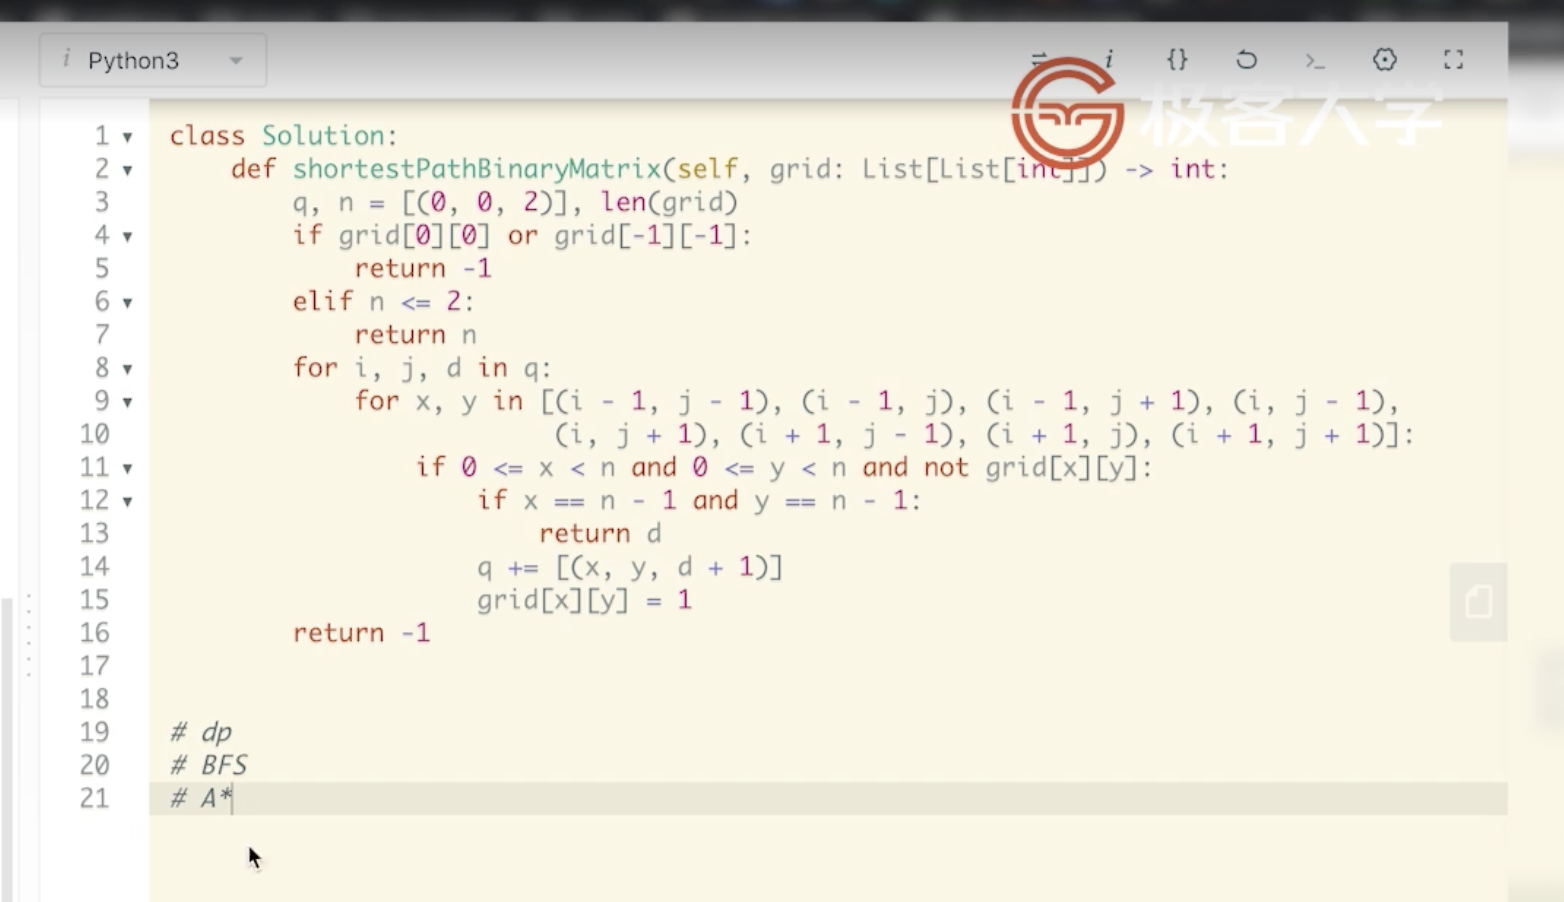 i Python3
i {} >_
极客大学
1 class Solution:
2 def shortestPathBinaryMatrix(self, grid: List[List[int]]) -> int:
3 q, n = [(0, 0, 2)], len(grid)
4 if grid[0][0] or grid[-1][-1]:
5 return -1
6 elif n <= 2:
7 return n
8 for i, j, d in q:
9 for x, y in [(i - 1, j - 1), (i - 1, j), (i - 1, j + 1), (i, j - 1),
10 (i, j + 1), (i + 1, j - 1), (i + 1, j), (i + 1, j + 1)]:
11 if 0 <= x < n and 0 <= y < n and not grid[x][y]:
12 if x == n - 1 and y == n - 1:
13 return d
14 q += [(x, y, d + 1)]
15 grid[x][y] = 1
16 return -1
17
18
19 # dp
20 # BFS
21 # A*